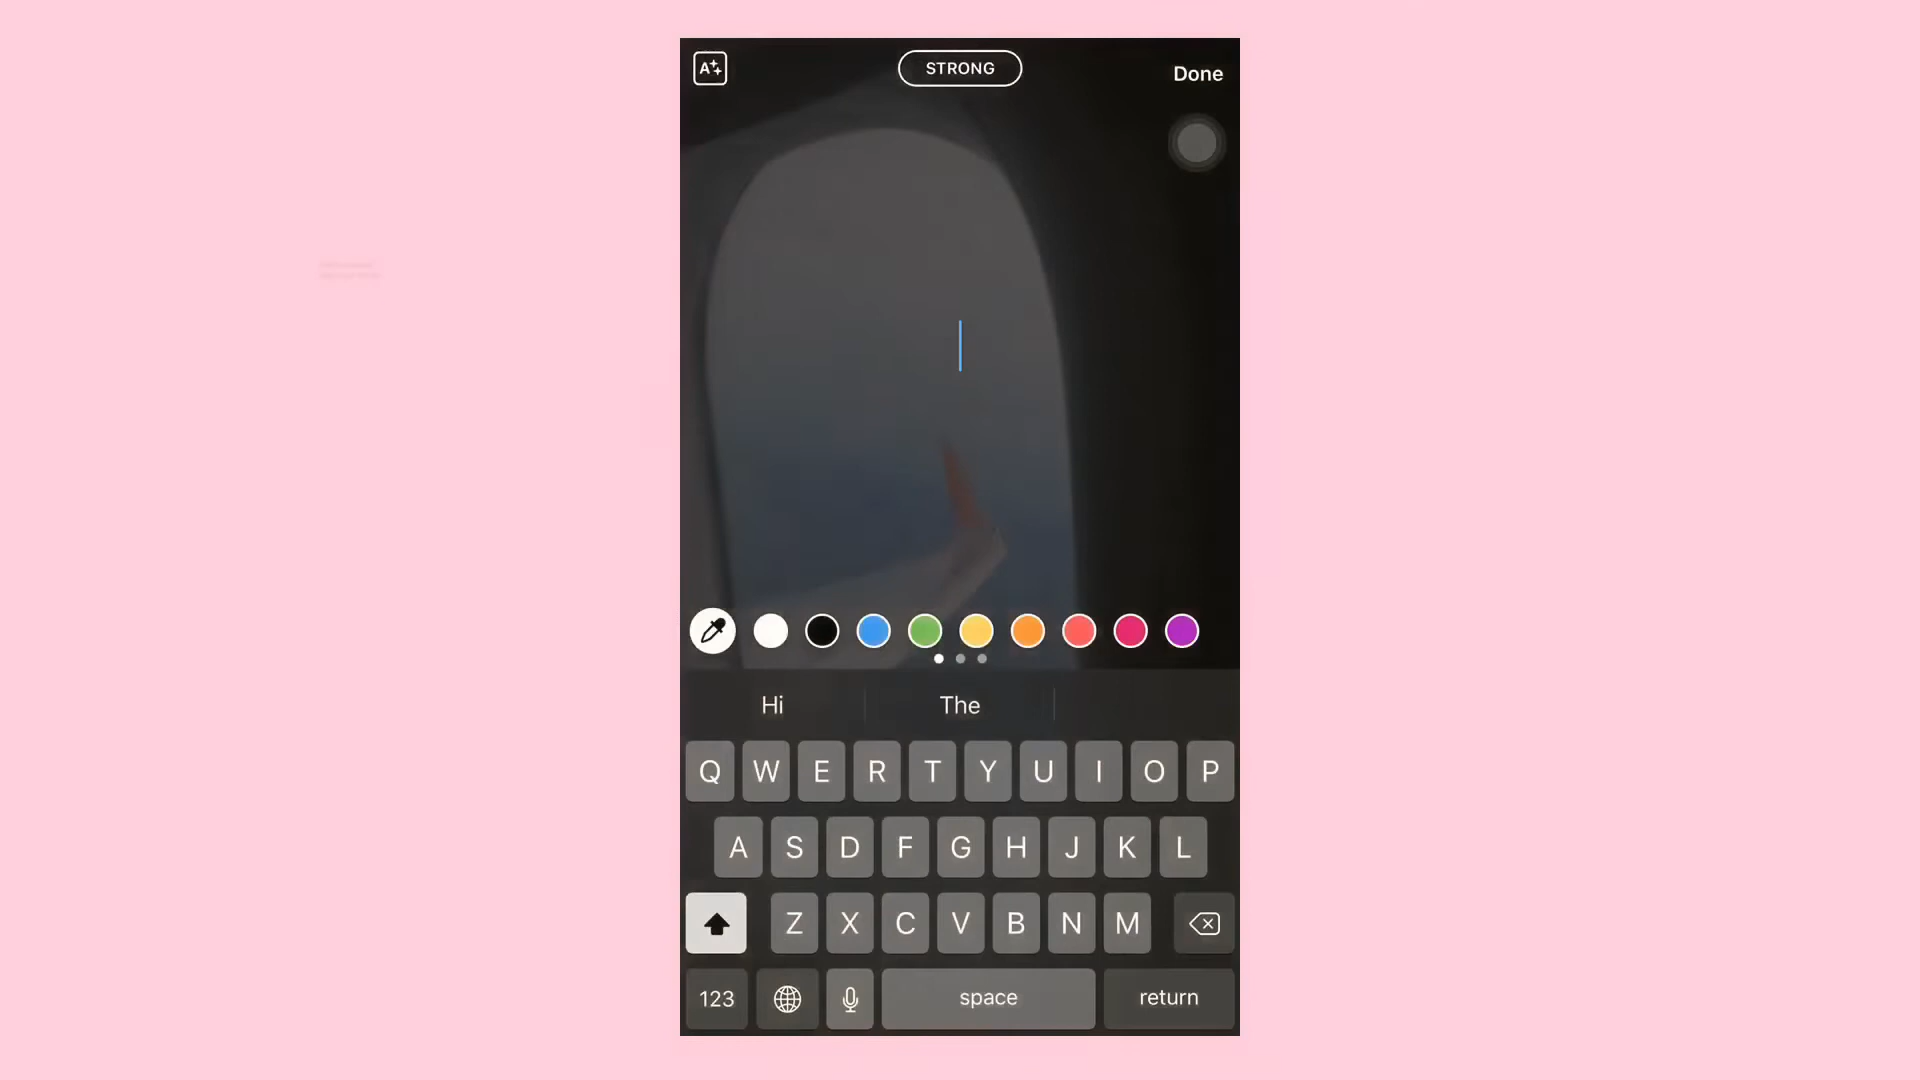 A
STRONG
Done
Hi The
Q W E R T Y U I O P
A S D F G H J K L
Z X C V B N M
123 space return